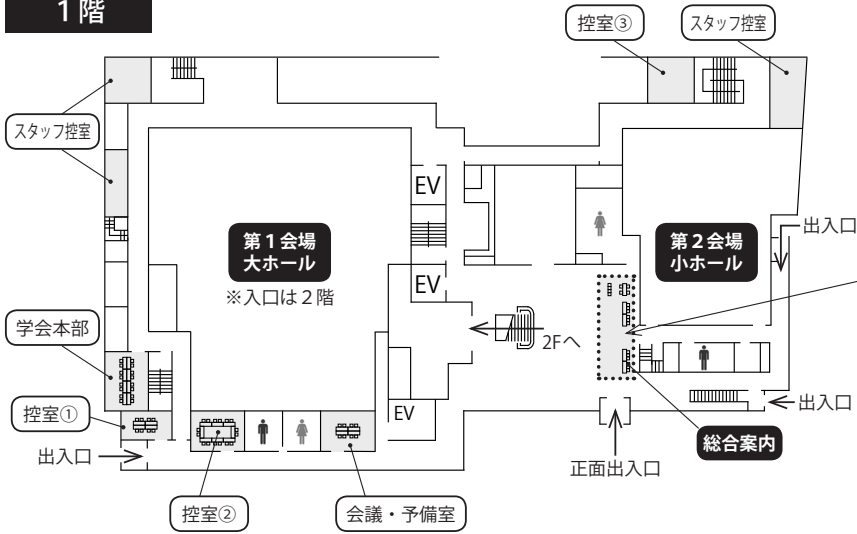 1階
控室③
スタッフ控室
スタッフ控室
EV
第1会場
大ホール
※入口は2階
第2会場
小ホール
出入口
EV
学会本部
2Fへ
控室①
EV
出入口
総合案内
出入口
正面出入口
控室②
会議・予備室